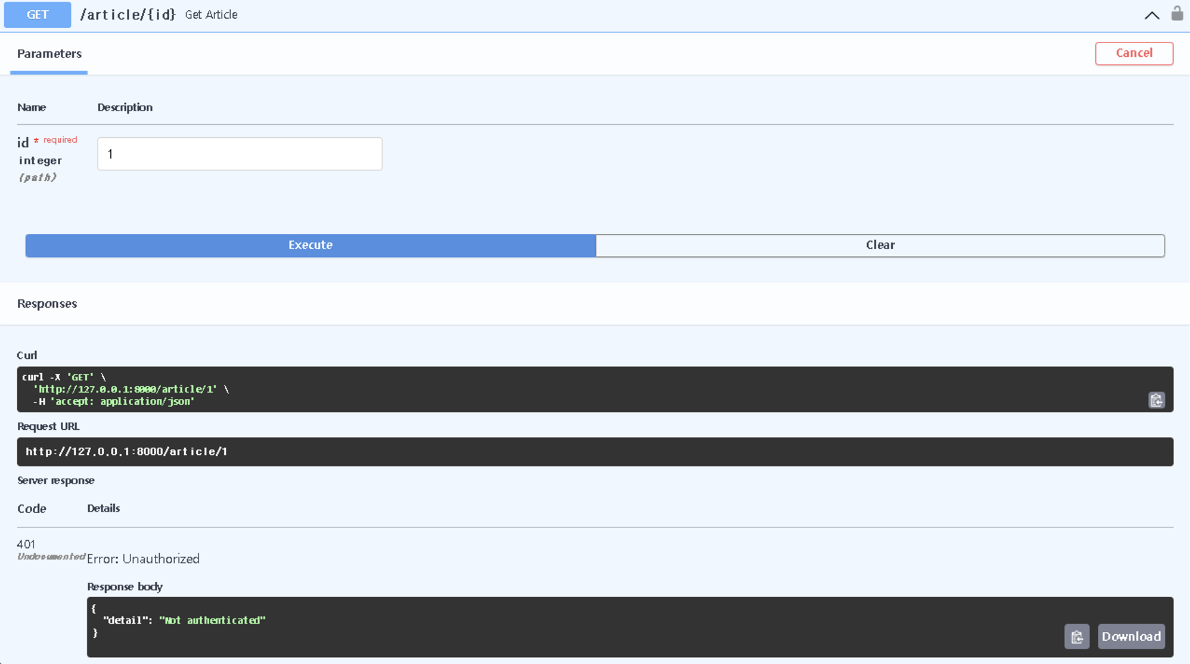 GET /article/{id} Get Article
Parameters
Cancel
Name Description
id * required
integer
(path)
1
Execute Clear
Responses
Curl
curl -X 'GET' \
'http://127.0.0.1:8000/article/1' \
-H 'accept: application/json'
Request URL
http://127.0.0.1:8000/article/1
Server response
Code Details
401
Undocumented
Error: Unauthorized
Response body
{
"detail": "Not authenticated"
}
Download